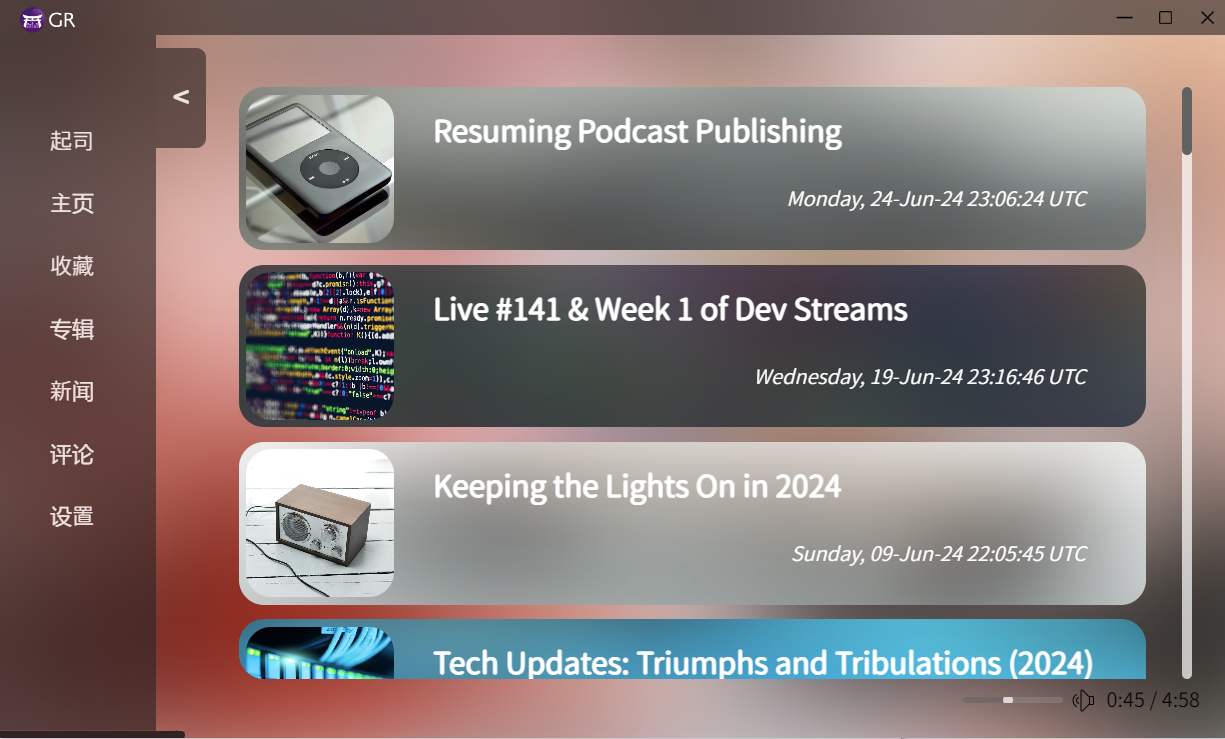 GR
<
起司
主页
收藏
专辑
新闻
评论
设置
Resuming Podcast Publishing
Monday, 24-Jun-24 23:06:24 UTC
Live #141 & Week 1 of Dev Streams
Wednesday, 19-Jun-24 23:16:46 UTC
Keeping the Lights On in 2024
Sunday, 09-Jun-24 22:05:45 UTC
Tech Updates: Triumphs and Tribulations (2024)
0:45 / 4:58